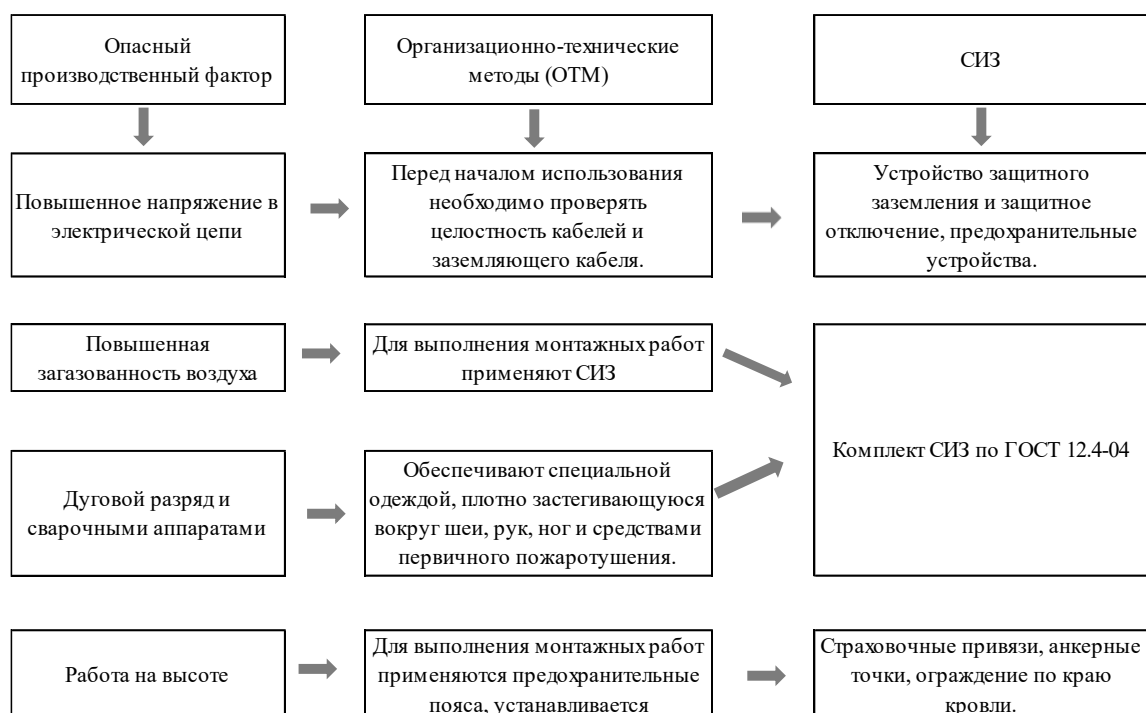 Опасный
производственный фактор
Организационно-технические
методы (ОТМ)
СИЗ
Повышенное напряжение в
электрической цепи
Перед началом использования
необходимо проверять
целостность кабелей и
заземляющего кабеля.
Устройство защитного
заземления и защитное
отключение, предохранительные
устройства.
Повышенная
загазованность воздуха
Для выполнения монтажных работ
применяют СИЗ
Комплект СИЗ по ГОСТ 12.4-04
Дуговой разряд и
сварочными аппаратами
Обеспечивают специальной
одеждой, плотно застегивающуюся
вокруг шеи, рук, ног и средствами
первичного пожаротушения.
Работа на высоте
Для выполнения монтажных работ
применяются предохранительные
пояса, устанавливается
Страховочные привязи, анкерные
точки, ограждение по краю
кровли.